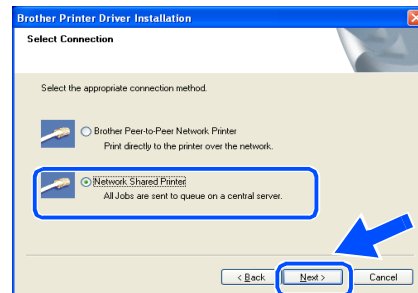 Brother Printer Driver Installation
Select Connection
Select the appropriate connection method.
Brother Peer-to-Peer Network Printer
Print directly to the printer over the network.
Network Shared Printer
All Jobs are sent to queue on a central server.
< Back Next > Cancel